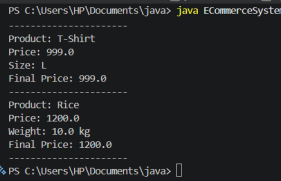 PS C:\Users\HP\Documents\java> java ECommerceSystem
----------------------
Product: T-Shirt
Price: 999.0
Size: L
Final Price: 999.0
----------------------
Product: Rice
Price: 1200.0
Weight: 10.0 kg
Final Price: 1200.0
----------------------
PS C:\Users\HP\Documents\java>